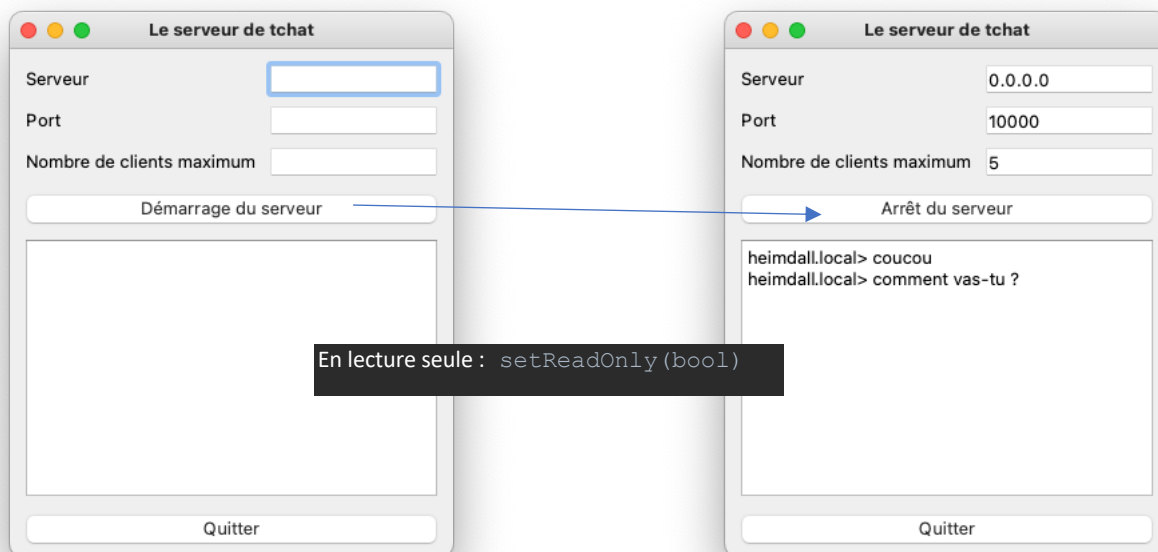 Le serveur de tchat
Serveur
Port
Nombre de clients maximum
Démarrage du serveur
Quitter
En lecture seule : setReadOnly(bool)
Le serveur de tchat
Serveur 0.0.0.0
Port 10000
Nombre de clients maximum 5
Arrêt du serveur
heimdall.local> coucou
heimdall.local> comment vas-tu ?
Quitter